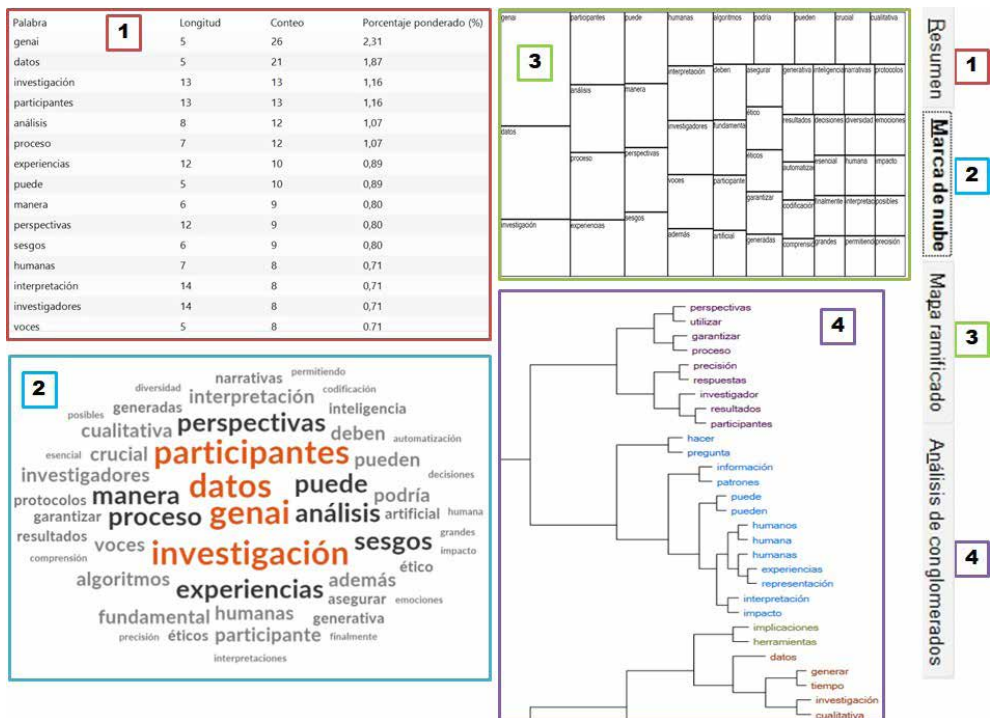 Palabra Longitud Conteo Porcentaje ponderado (%)
1
genai 5 26 2,31
datos 5 21 1,87
investigación 13 13 1,16
participantes 13 13 1,16
análisis 8 12 1,07
proceso 7 12 1,07
experiencias 12 10 0,89
puede 5 10 0,89
manera 6 9 0,80
perspectivas 12 9 0,80
sesgos 6 9 0,80
humanas 7 8 0,71
interpretación 14 8 0,71
investigadores 14 8 0,71
voces 5 8 0.71
2
permitiendo
narrativas
diversidad codificación
interpretación
posibles generadas inteligencia
cualitativa perspectivas deben
automatización
esencial crucial participantes pueden
investigadores datos puede decisiones
protocolos manera podría
garantizar proceso genai análisis artificial humana
resultados voces investigación sesgos grandes
impacto
comprensión ético
algoritmos experiencias además
asegurar emociones
fundamental humanas generativa
precisión éticos participante finalmente
interpretaciones
3
genai participantes puede humanas algoritmos podría pueden crucial cualitativa
interpretación deben asegurar generativa inteligencia narrativas protocolos
análisis manera
ético
datos investigadores fundamenta resultados decisiones diversidad emociones
proceso perspectivas éticos automatizac esencial humana impacto
voces participante
garantizar codificación finalmente interpretac posibles
investigación experiencias sesgos
además artificial generadas comprensió grandes permitiend precisión
4
perspectivas
utilizar
garantizar
proceso
precisión
respuestas
investigador
resultados
participantes
hacer
pregunta
información
patrones
puede
pueden
humanos
humana
humanas
experiencias
representación
interpretación
impacto
implicaciones
herramientas
datos
generar
tiempo
investigación
cualitativa
Resumen
1
Marca de nube
2
Mapa ramificado
3
Análisis de conglomerados
4